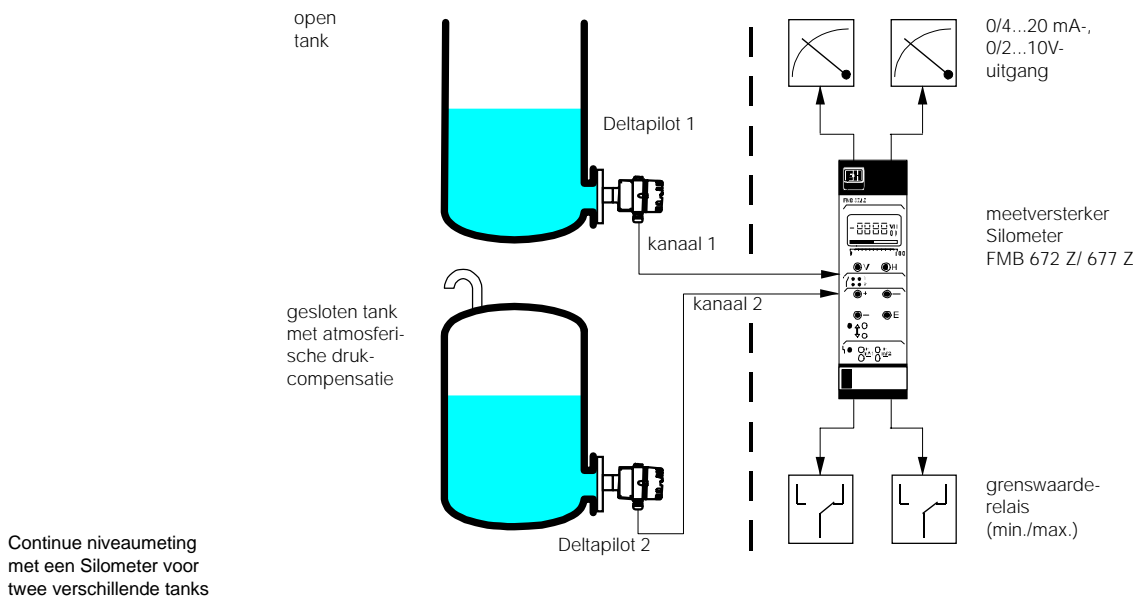 open
tank
Deltapilot 1
kanaal 1
0/4...20 mA-,
0/2...10V-
uitgang
meetversterker
Silometer
FMB 672 Z/ 677 Z
gesloten tank
met atmosferi-
sche druk-
compensatie
kanaal 2
Deltapilot 2
EH
V H
+ –
– E
grenswaarde-
relais
(min./max.)
Continue niveaumeting
met een Silometer voor
twee verschillende tanks